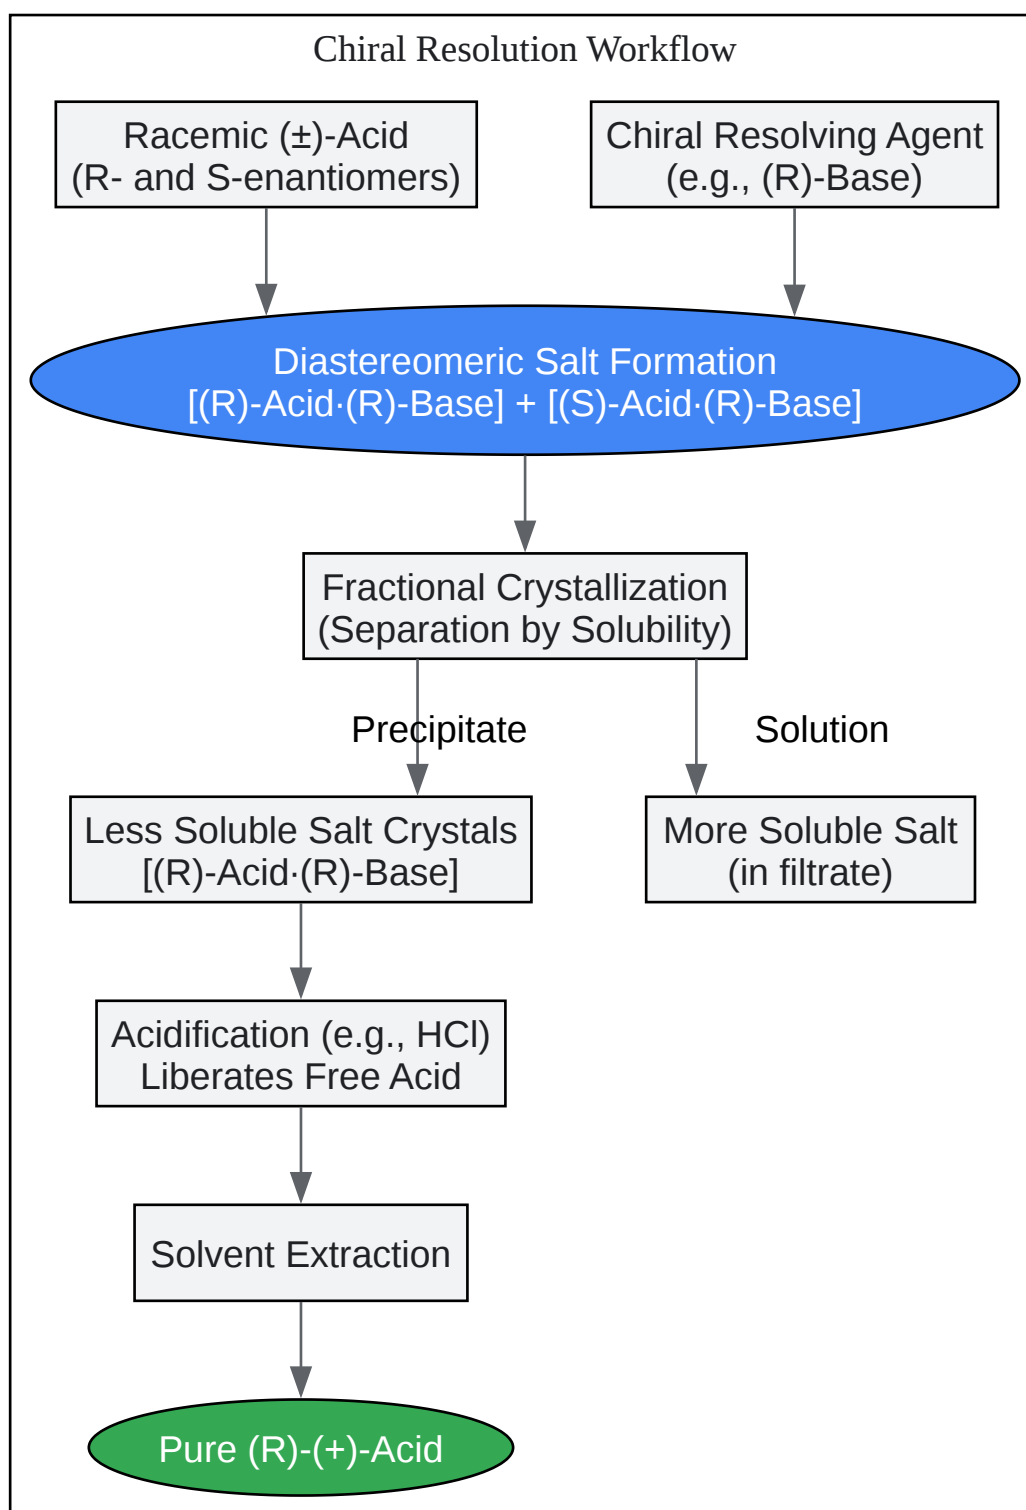 Chiral Resolution Workflow
Racemic (±)-Acid
(R- and S-enantiomers)
Chiral Resolving Agent
(e.g., (R)-Base)
Diastereomeric Salt Formation
[(R)-Acid·(R)-Base] + [(S)-Acid·(R)-Base]
Fractional Crystallization
(Separation by Solubility)
Precipitate
Solution
Less Soluble Salt Crystals
[(R)-Acid·(R)-Base]
More Soluble Salt
(in filtrate)
Acidification (e.g., HCl)
Liberates Free Acid
Solvent Extraction
Pure (R)-(+)-Acid